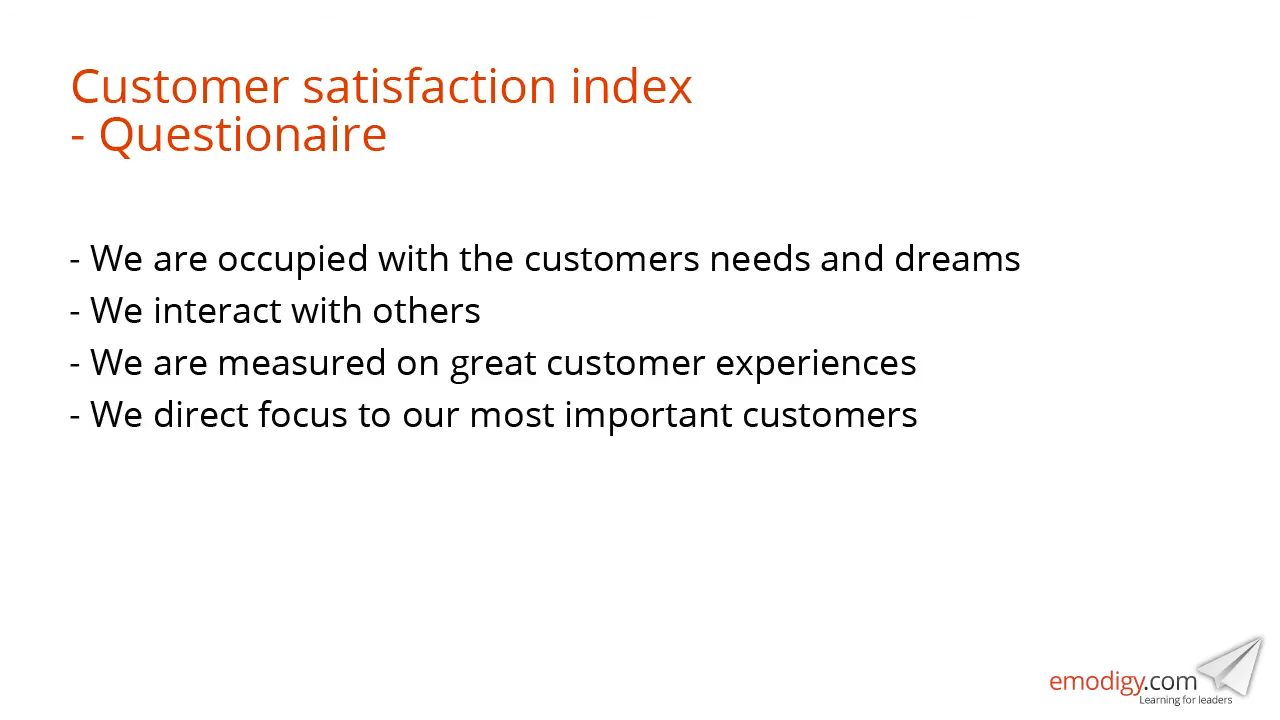 Customer satisfaction index
- Questionaire
- We are occupied with the customers needs and dreams
- We interact with others
- We are measured on great customer experiences
- We direct focus to our most important customers
emodigy.com
Learning for leaders